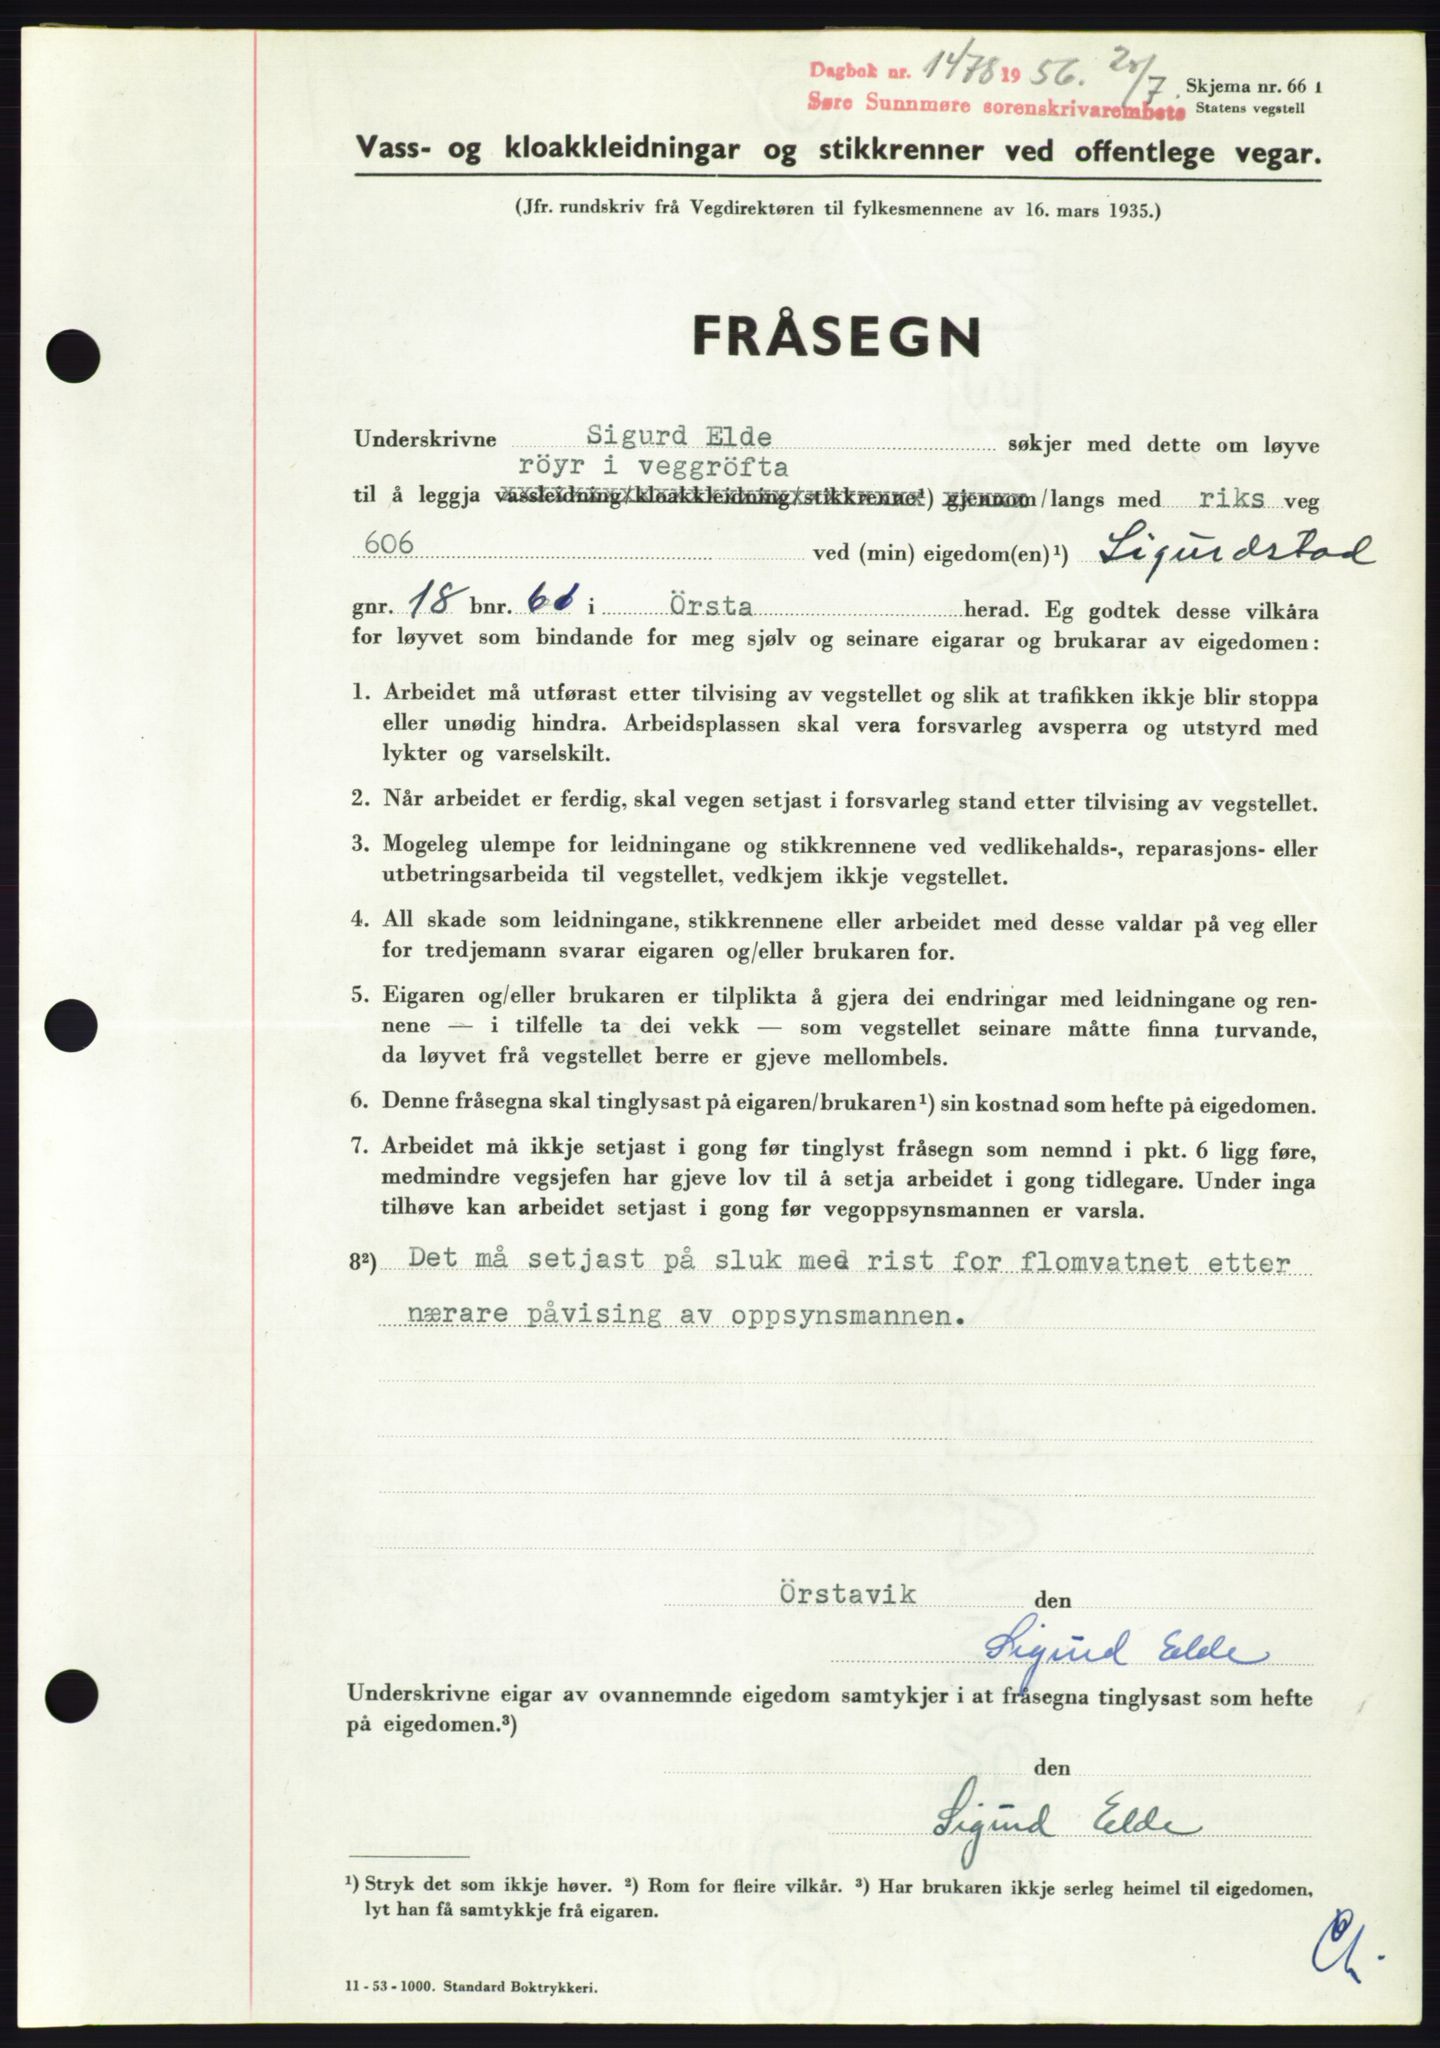 Dagbok nr. 1478 1956. 20/7.
Søre Sunnmøre sorenskrivarembete
Skjema nr. 66 1
Statens vegstell
Vass- og kloakkleidningar og stikkrenner ved offentlege vegar.
(Jfr. rundskriv frå Vegdirektøren til fylkesmennene av 16. mars 1935.)
FRÅSEGN
Underskrivne Sigurd Elde søkjer med dette om løyve
röyr i veggröfta
til å leggja vassleidning/kloakkleidning/stikkrenne¹) gjennom/langs med riks veg
606 ved (min) eigedom(en)¹) Sigurdstad
gnr. 18 bnr. 61 i Örsta herad. Eg godtek desse vilkåra
for løyvet som bindande for meg sjølv og seinare eigarar og brukarar av eigedomen:
1. Arbeidet må utførast etter tilvising av vegstellet og slik at trafikken ikkje blir stoppa
eller unødig hindra. Arbeidsplassen skal vera forsvarleg avsperra og utstyrd med
lykter og varselskilt.
2. Når arbeidet er ferdig, skal vegen setjast i forsvarleg stand etter tilvising av vegstellet.
3. Mogeleg ulempe for leidningane og stikkrennene ved vedlikehalds-, reparasjons- eller
utbetringsarbeida til vegstellet, vedkjem ikkje vegstellet.
4. All skade som leidningane, stikkrennene eller arbeidet med desse valdar på veg eller
for tredjemann svarar eigaren og/eller brukaren for.
5. Eigaren og/eller brukaren er tilplikta å gjera dei endringar med leidningane og ren-
nene — i tilfelle ta dei vekk — som vegstellet seinare måtte finna turvande,
da løyvet frå vegstellet berre er gjeve mellombels.
6. Denne fråsegna skal tinglysast på eigaren/brukaren¹) sin kostnad som hefte på eigedomen.
7. Arbeidet må ikkje setjast i gong før tinglyst fråsegn som nemnd i pkt. 6 ligg føre,
medmindre vegsjefen har gjeve lov til å setja arbeidet i gong tidlegare. Under inga
tilhøve kan arbeidet setjast i gong før vegoppsynsmannen er varsla.
8²) Det må setjast på sluk med rist for flomvatnet etter
nærare påvising av oppsynsmannen.
Örstavik den
Sigurd Elde
Underskrivne eigar av ovannemnde eigedom samtykjer i at fråsegna tinglysast som hefte
på eigedomen.³)
den
Sigurd Elde
¹) Stryk det som ikkje høver. ²) Rom for fleire vilkår. ³) Har brukaren ikkje serleg heimel til eigedomen,
lyt han få samtykkje frå eigaren.
11 - 53 - 1000. Standard Boktrykkeri.